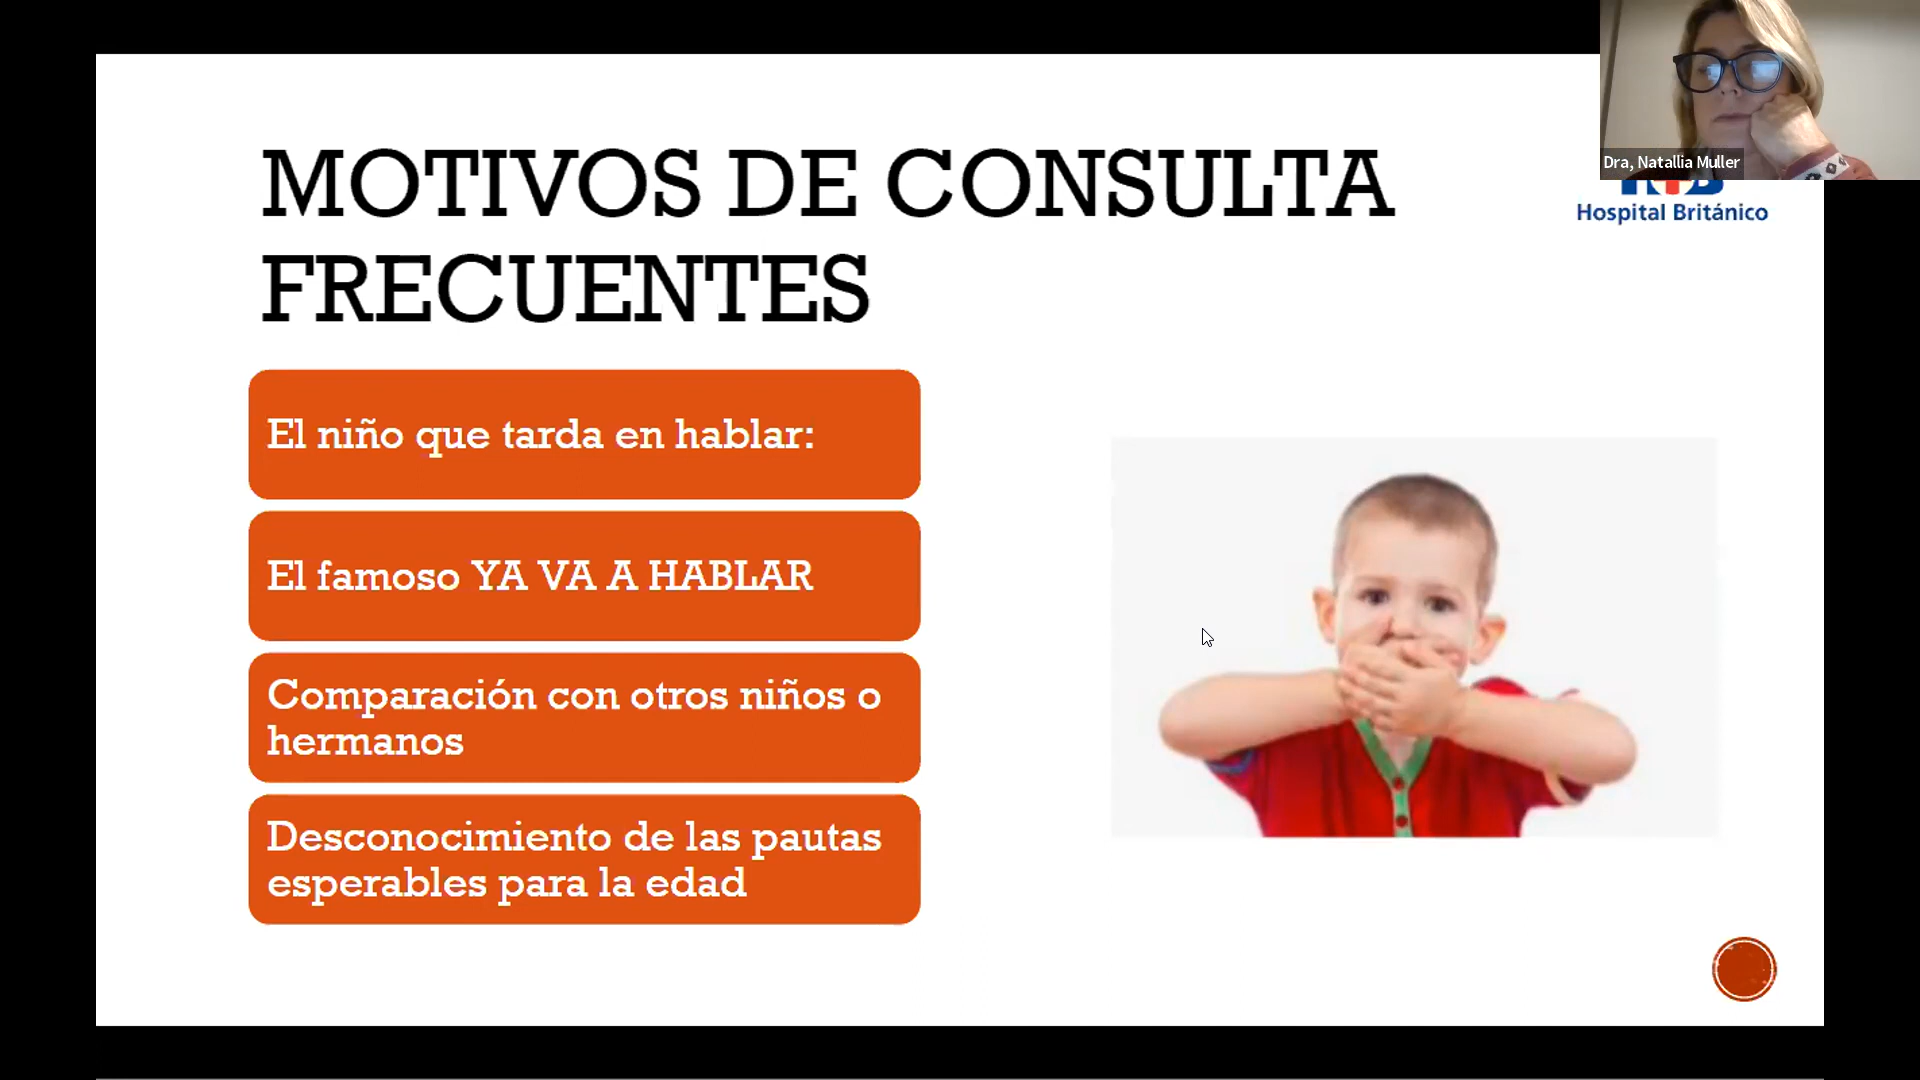 MOTIVOS DE CONSULTA
FRECUENTES
Dra, Natallia Muller
Hospital Británico
El niño que tarda en hablar:
El famoso YA VA A HABLAR
Comparación con otros niños o
hermanos
Desconocimiento de las pautas
esperables para la edad